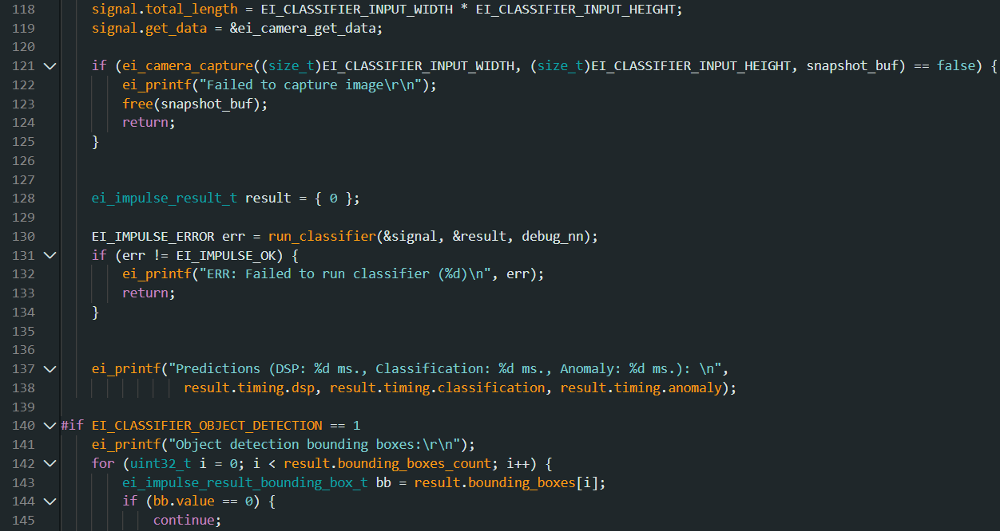 118 signal.total_length = EI_CLASSIFIER_INPUT_WIDTH * EI_CLASSIFIER_INPUT_HEIGHT;
119 signal.get_data = &ei_camera_get_data;
120
121 if (ei_camera_capture((size_t)EI_CLASSIFIER_INPUT_WIDTH, (size_t)EI_CLASSIFIER_INPUT_HEIGHT, snapshot_buf) == false) {
122 ei_printf("Failed to capture image\r\n");
123 free(snapshot_buf);
124 return;
125 }
126
127
128 ei_impulse_result_t result = { 0 };
129
130 EI_IMPULSE_ERROR err = run_classifier(&signal, &result, debug_nn);
131 if (err != EI_IMPULSE_OK) {
132 ei_printf("ERR: Failed to run classifier (%d)\n", err);
133 return;
134 }
135
136
137 ei_printf("Predictions (DSP: %d ms., Classification: %d ms., Anomaly: %d ms.): \n",
138 result.timing.dsp, result.timing.classification, result.timing.anomaly);
139
140 #if EI_CLASSIFIER_OBJECT_DETECTION == 1
141 ei_printf("Object detection bounding boxes:\r\n");
142 for (uint32_t i = 0; i < result.bounding_boxes_count; i++) {
143 ei_impulse_result_bounding_box_t bb = result.bounding_boxes[i];
144 if (bb.value == 0) {
145 continue;